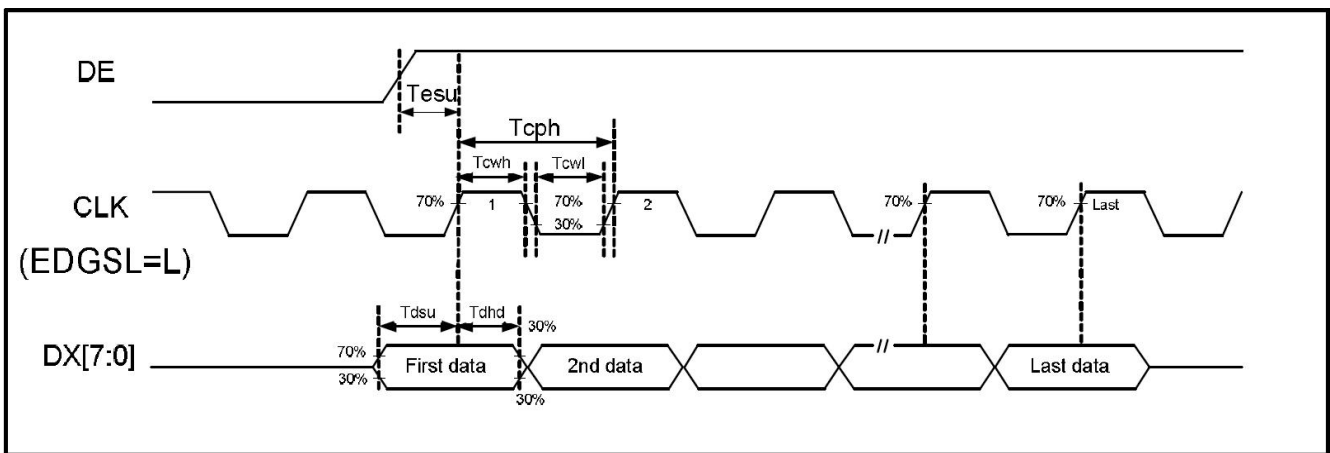 DE
Tesu
Tcph
Tcwh Tcwl
CLK
70% 1 70% 2 70% 70% Last
30%
//
(EDGSL=L)
Tdsu Tdhd
30%
DX[7:0]
70% First data 2nd data // Last data
30%
30%